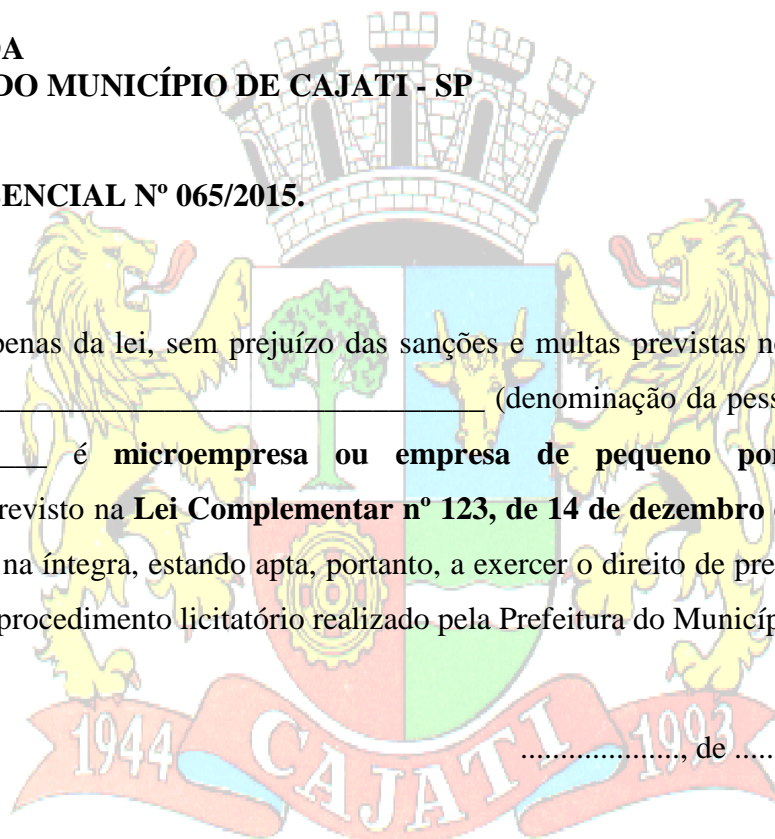 DA
DO MUNICÍPIO DE CAJATI - SP
ENCIAL Nº 065/2015.
penas da lei, sem prejuízo das sanções e multas previstas n
_______________________________ (denominação da pess
___ é microempresa ou empresa de pequeno por
revisto na Lei Complementar nº 123, de 14 de dezembro
na íntegra, estando apta, portanto, a exercer o direito de pre
procedimento licitatório realizado pela Prefeitura do Municíp
...................., de .....
1944 CAJATI 1993